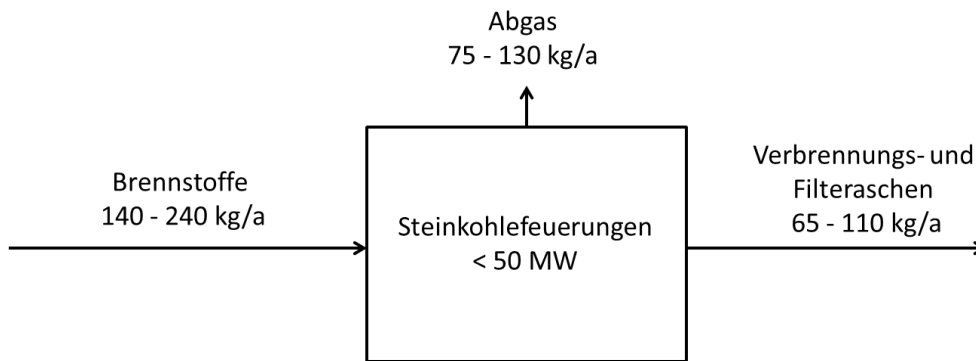 Abgas
75 - 130 kg/a
Brennstoffe
140 - 240 kg/a
Steinkohlefeuerungen
< 50 MW
Verbrennungs- und
Filteraschen
65 - 110 kg/a